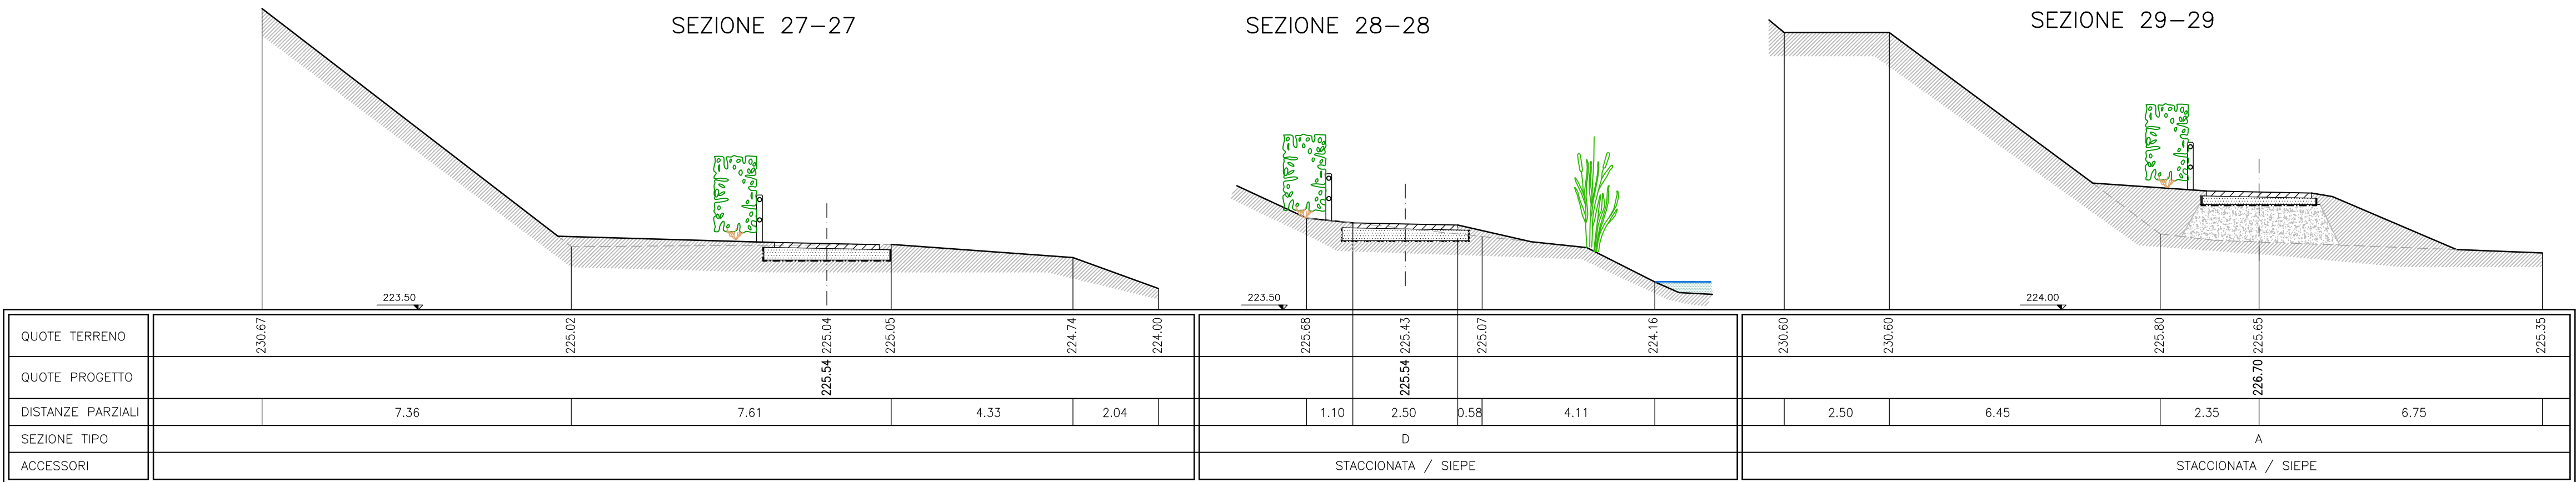 SEZIONE 27-27
SEZIONE 28-28
SEZIONE 29-29
223.50
223.50
224.00
QUOTE TERRENO
230.67
225.02
225.04
225.05
224.74
224.00
225.68
225.43
225.07
224.16
230.60
230.60
225.80
225.65
225.35
QUOTE PROGETTO
225.54
225.54
226.70
DISTANZE PARZIALI
7.36
7.61
4.33
2.04
1.10
2.50
0.58
4.11
2.50
6.45
2.35
6.75
SEZIONE TIPO
D
A
ACCESSORI
STACCIONATA / SIEPE
STACCIONATA / SIEPE